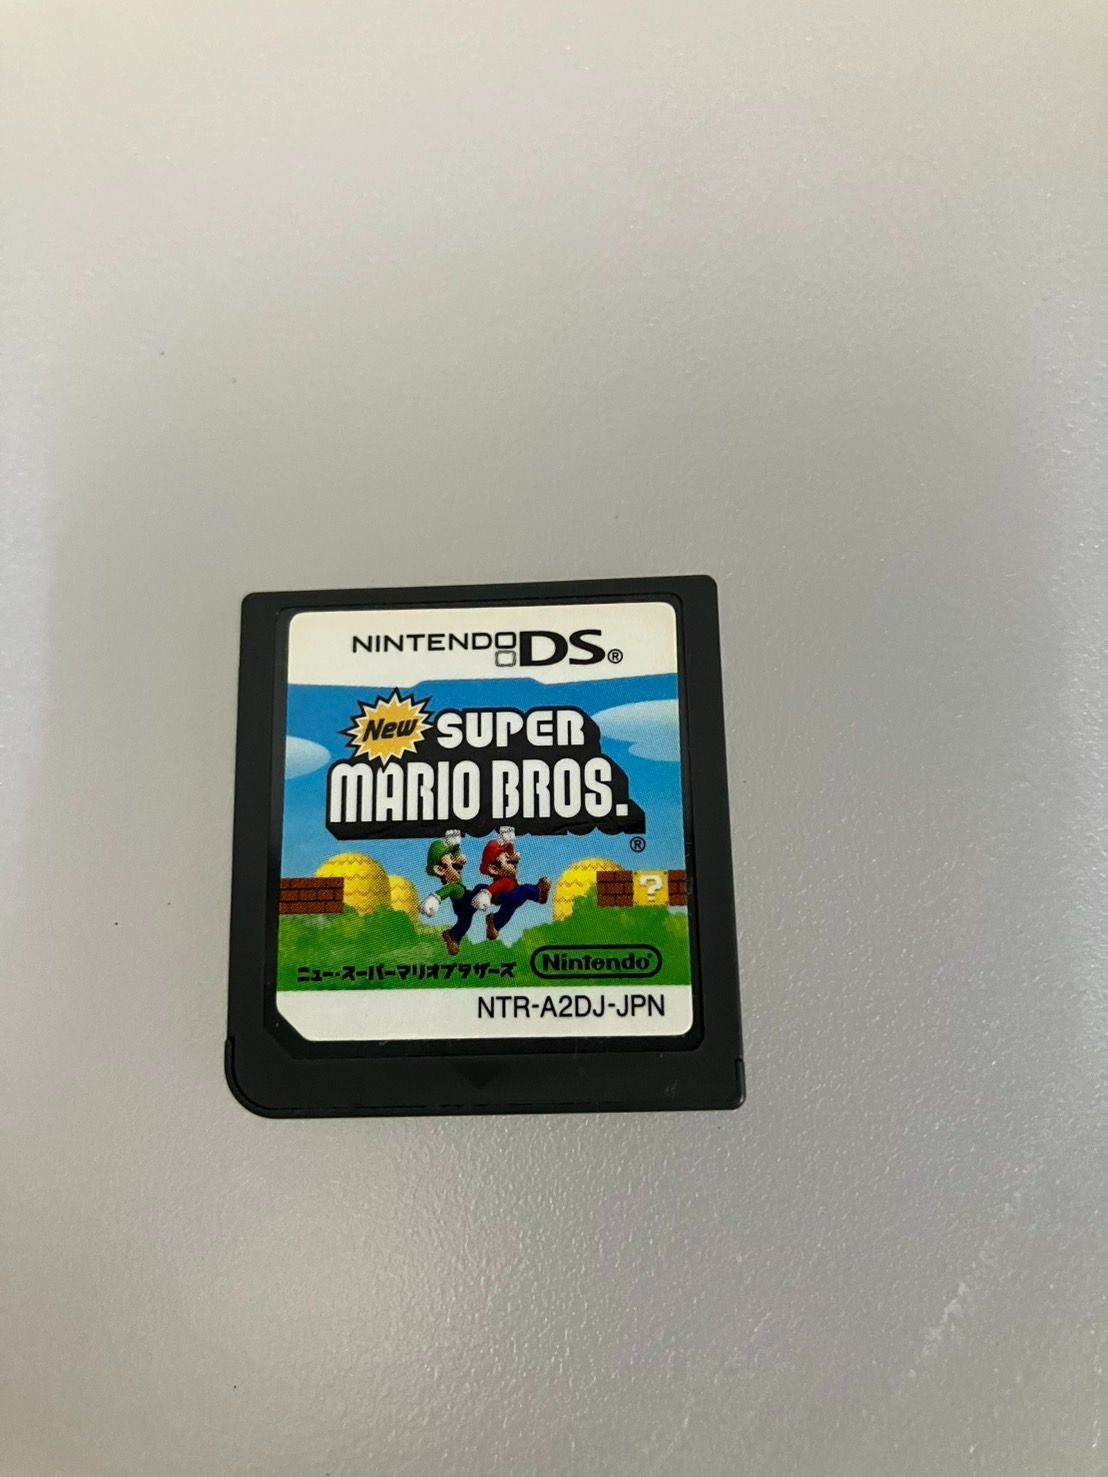 NINTENDO DS®
New SUPER
MARIO BROS.
®
?
ニュー・スーパーマリオブラザーズ
Nintendo®
NTR-A2DJ-JPN